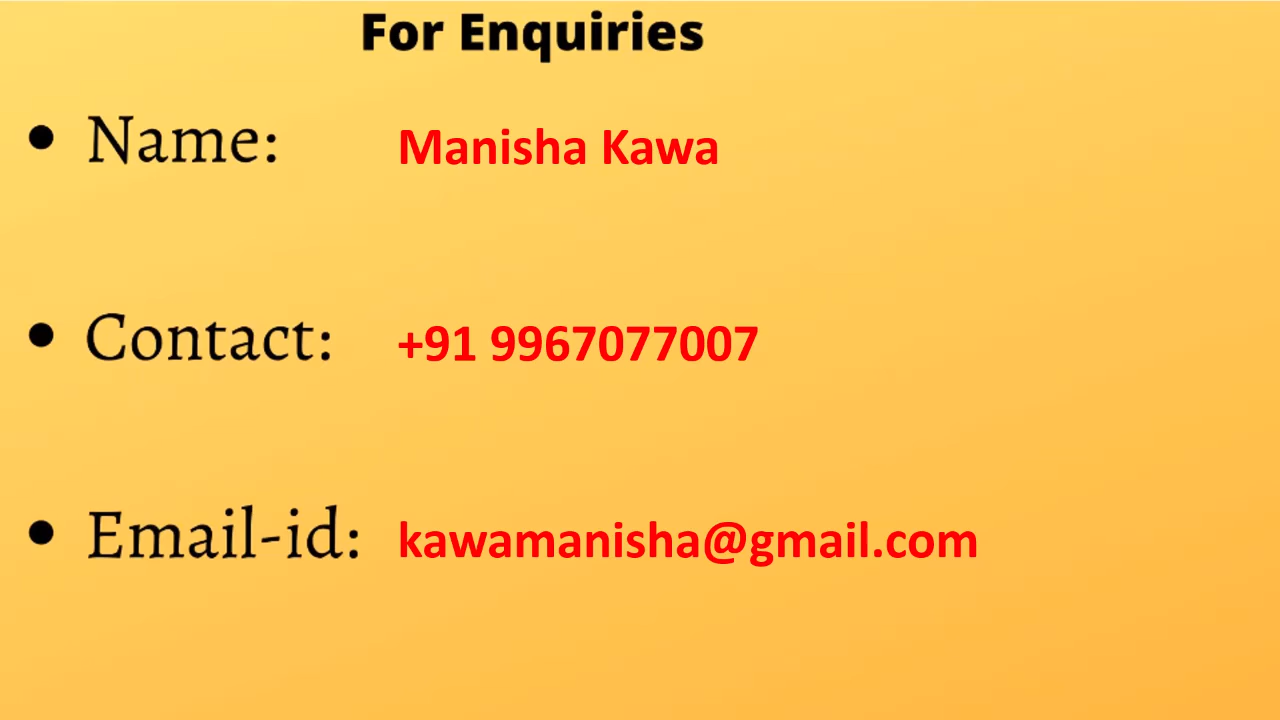 For Enquiries
• Name: Manisha Kawa
• Contact: +91 9967077007
• Email-id: kawamanisha@gmail.com